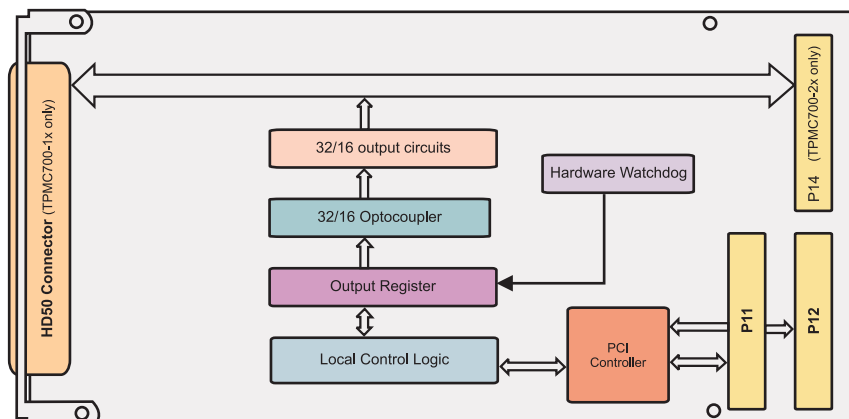 HD50 Connector (TPMC700-1x only)
P14 (TPMC700-2x only)
32/16 output circuits
Hardware Watchdog
32/16 Optocoupler
Output Register
Local Control Logic
PCI
Controller
P11
P12